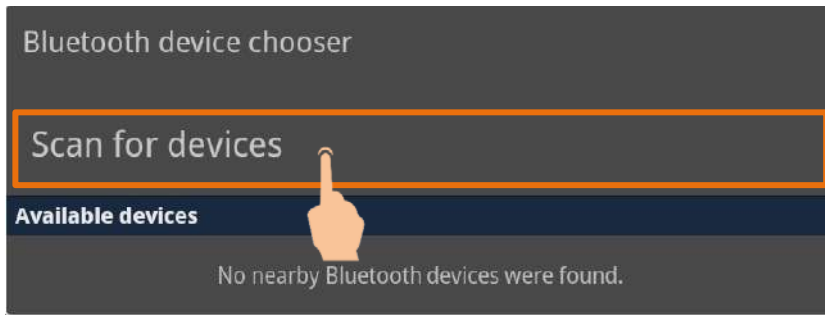 Bluetooth device chooser
Scan for devices
Available devices
No nearby Bluetooth devices were found.